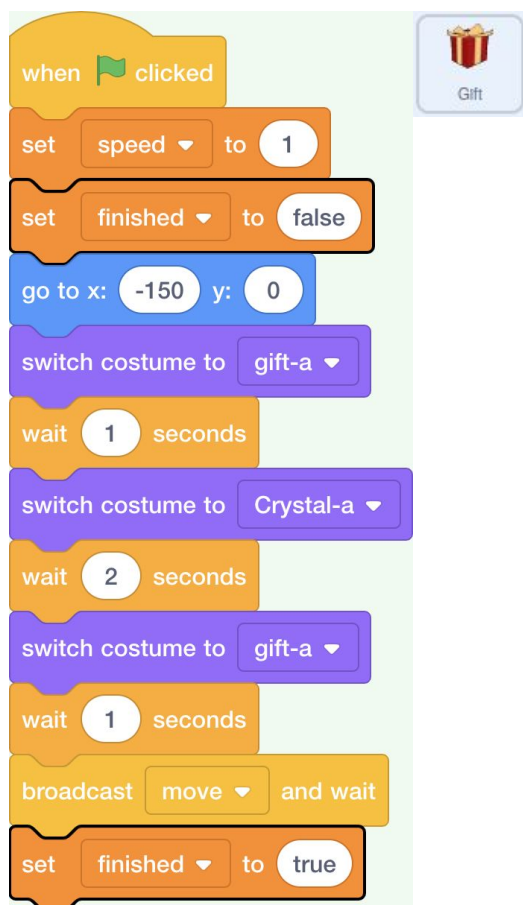 when clicked
Gift
set speed to 1
set finished to false
go to x: -150 y: 0
switch costume to gift-a
wait 1 seconds
switch costume to Crystal-a
wait 2 seconds
switch costume to gift-a
wait 1 seconds
broadcast move and wait
set finished to true